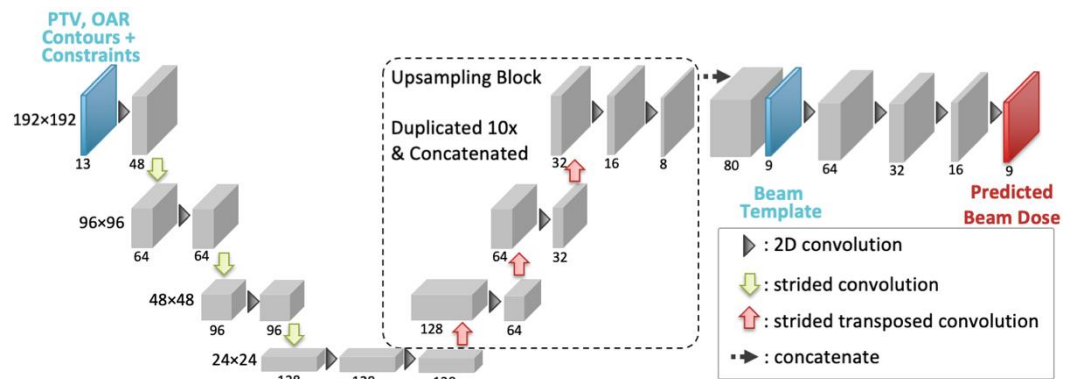 PTV, OAR
Contours +
Constraints
192×192
13
48
96×96
64
64
48×48
96
96
24×24
Upsampling Block
Duplicated 10x
& Concatenated
32
16
8
64
32
128
64
80
9
64
32
16
9
Beam
Template
Predicted
Beam Dose
: 2D convolution
: strided convolution
: strided transposed convolution
: concatenate